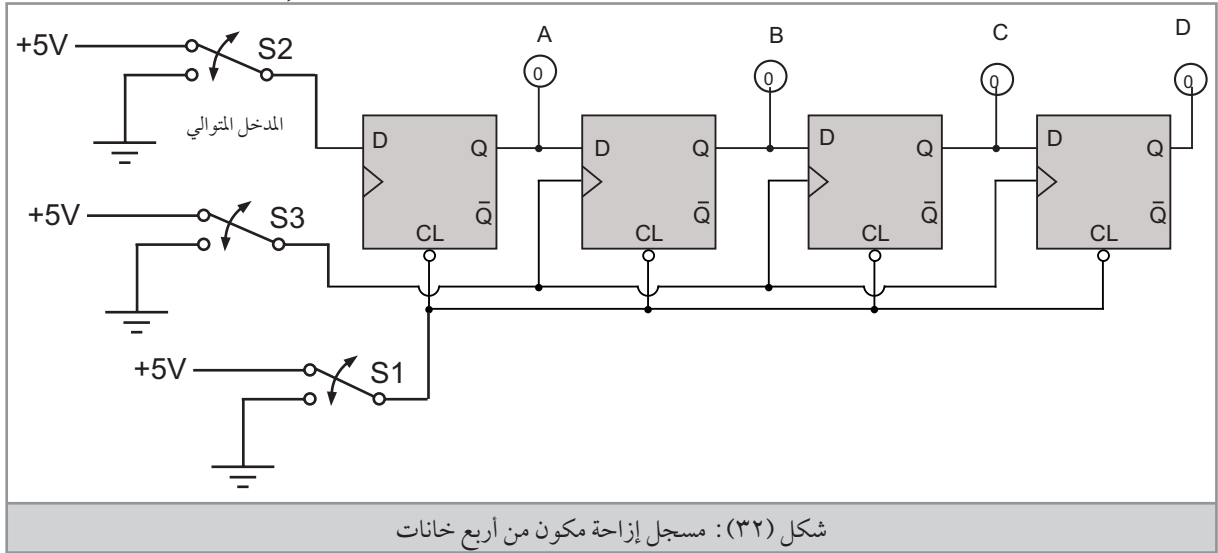 A B C D
0 0 0 0
+5V S2
المدخل المتوالي
D Q D Q D Q D Q
Q̅ Q̅ Q̅ Q̅
CL CL CL CL
+5V S3
+5V S1
شكل (٣٢): مسجل إزاحة مكون من أربع خانات